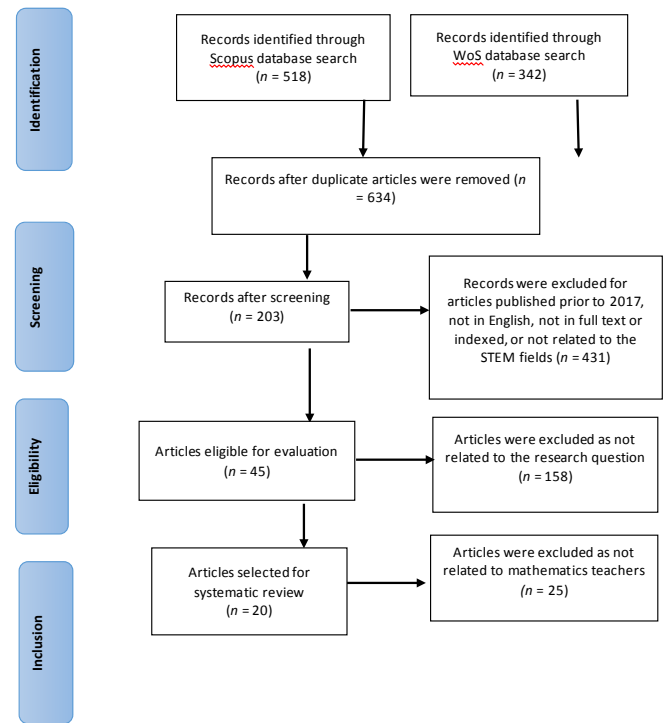 Identification
Records identified through
Scopus database search
(n = 518)
Records identified through
WoS database search
(n = 342)
Records after duplicate articles were removed (n
= 634)
Screening
Records after screening
(n = 203)
Records were excluded for
articles published prior to 2017,
not in English, not in full text or
indexed, or not related to the
STEM fields (n = 431)
Eligibility
Articles eligible for evaluation
(n = 45)
Articles were excluded as not
related to the research question
(n = 158)
Inclusion
Articles selected for
systematic review
(n = 20)
Articles were excluded as not
related to mathematics teachers
(n = 25)